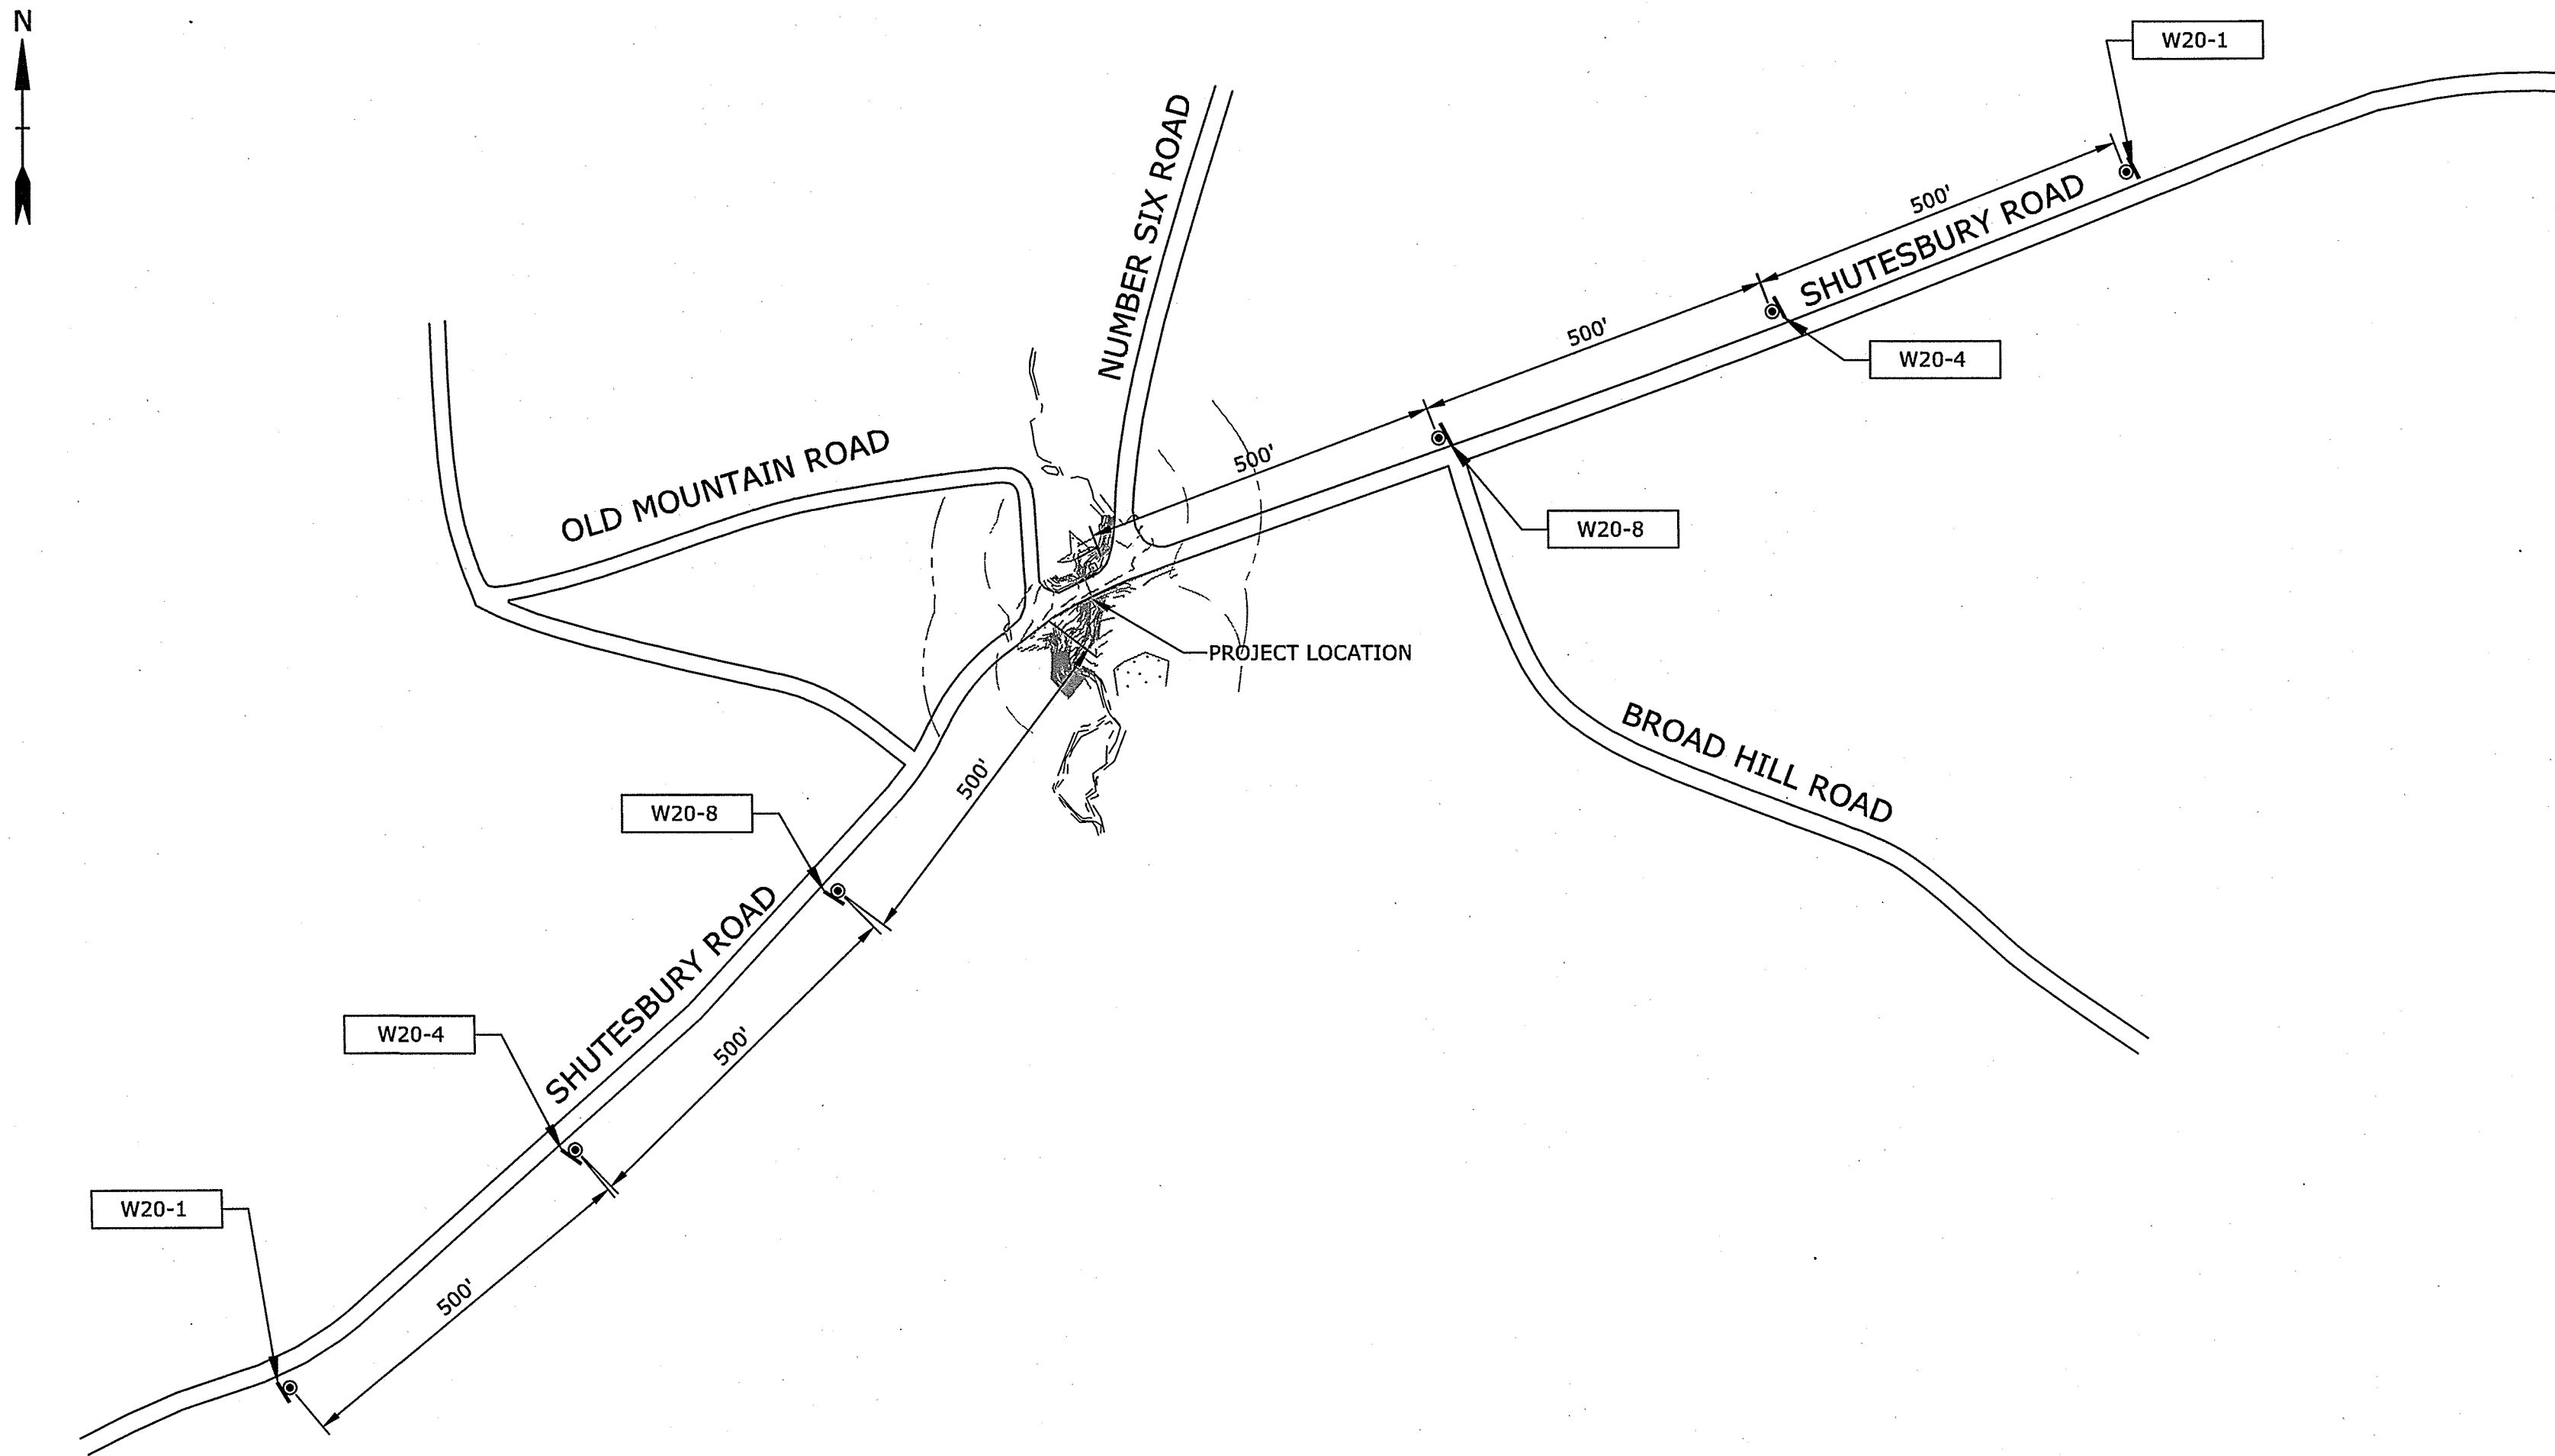 N
W20-1
NUMBER SIX ROAD
500'
SHUTESBURY ROAD
500'
W20-4
500'
OLD MOUNTAIN ROAD
W20-8
PROJECT LOCATION
BROAD HILL ROAD
500'
W20-8
SHUTESBURY ROAD
500'
W20-4
W20-1
500'